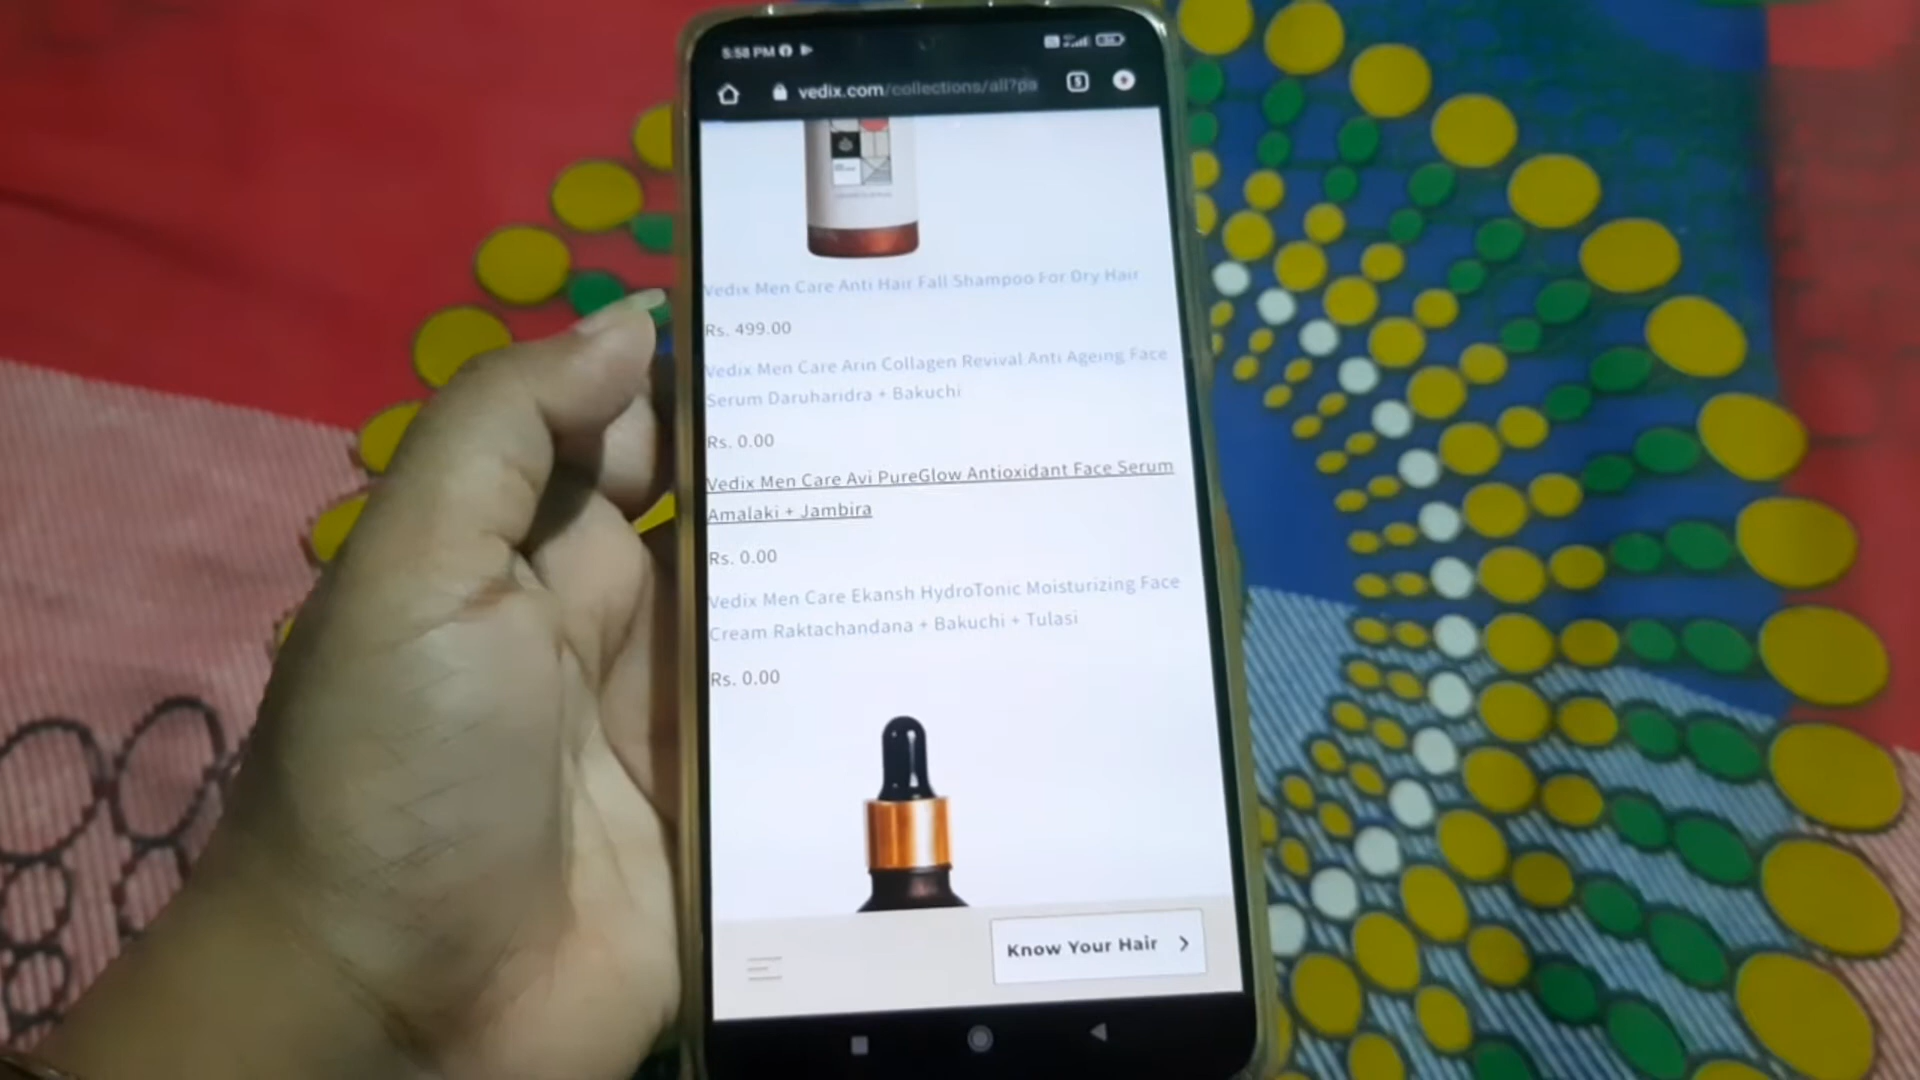 5:58 PM
vedix.com/collections/all?pa
5
Vedix Men Care Anti Hair Fall Shampoo For Dry Hair
Rs. 499.00
Vedix Men Care Arin Collagen Revival Anti Ageing Face
Serum Daruharidra + Bakuchi
Rs. 0.00
Vedix Men Care Avi PureGlow Antioxidant Face Serum
Amalaki + Jambira
Rs. 0.00
Vedix Men Care Ekansh HydroTonic Moisturizing Face
Cream Raktachandana + Bakuchi + Tulasi
Rs. 0.00
Know Your Hair